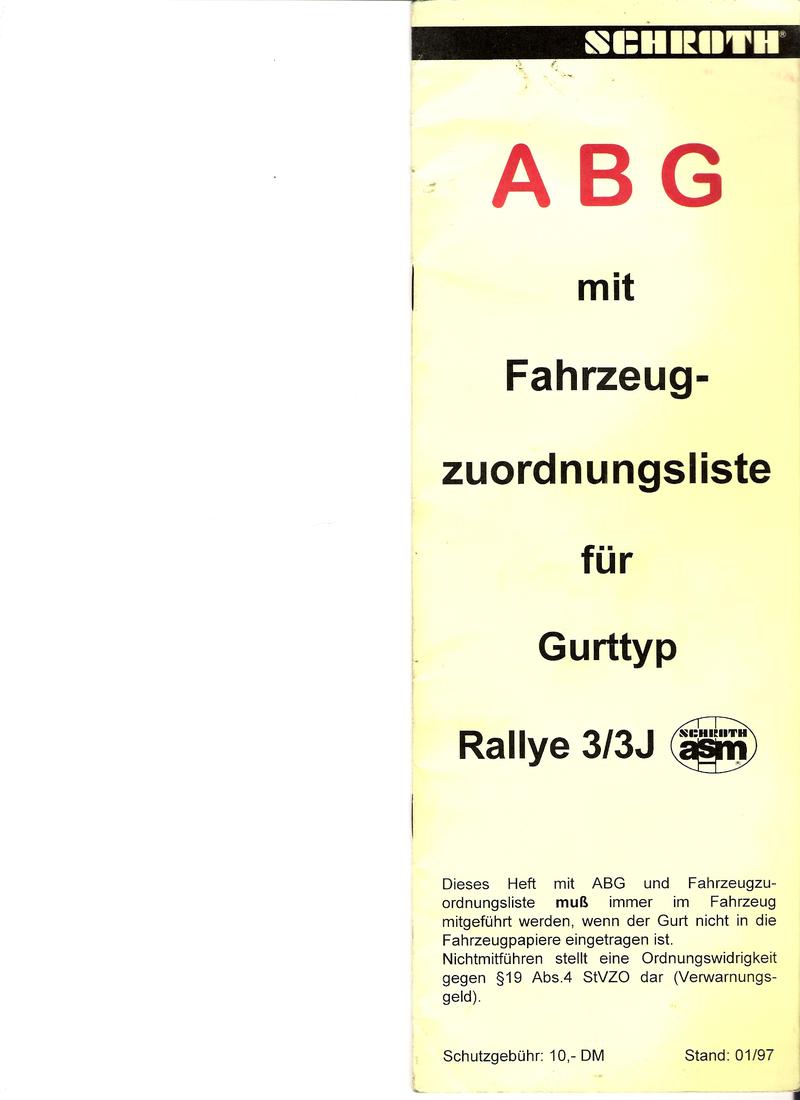 SCHROTH®
A B G
mit
Fahrzeug-
zuordnungsliste
für
Gurttyp
Rallye 3/3J
SCHROTH
asm®
Dieses Heft mit ABG und Fahrzeugzu-
ordnungsliste muß immer im Fahrzeug
mitgeführt werden, wenn der Gurt nicht in die
Fahrzeugpapiere eingetragen ist.
Nichtmitführen stellt eine Ordnungswidrigkeit
gegen §19 Abs.4 StVZO dar (Verwarnungs-
geld).
Schutzgebühr: 10,- DM Stand: 01/97